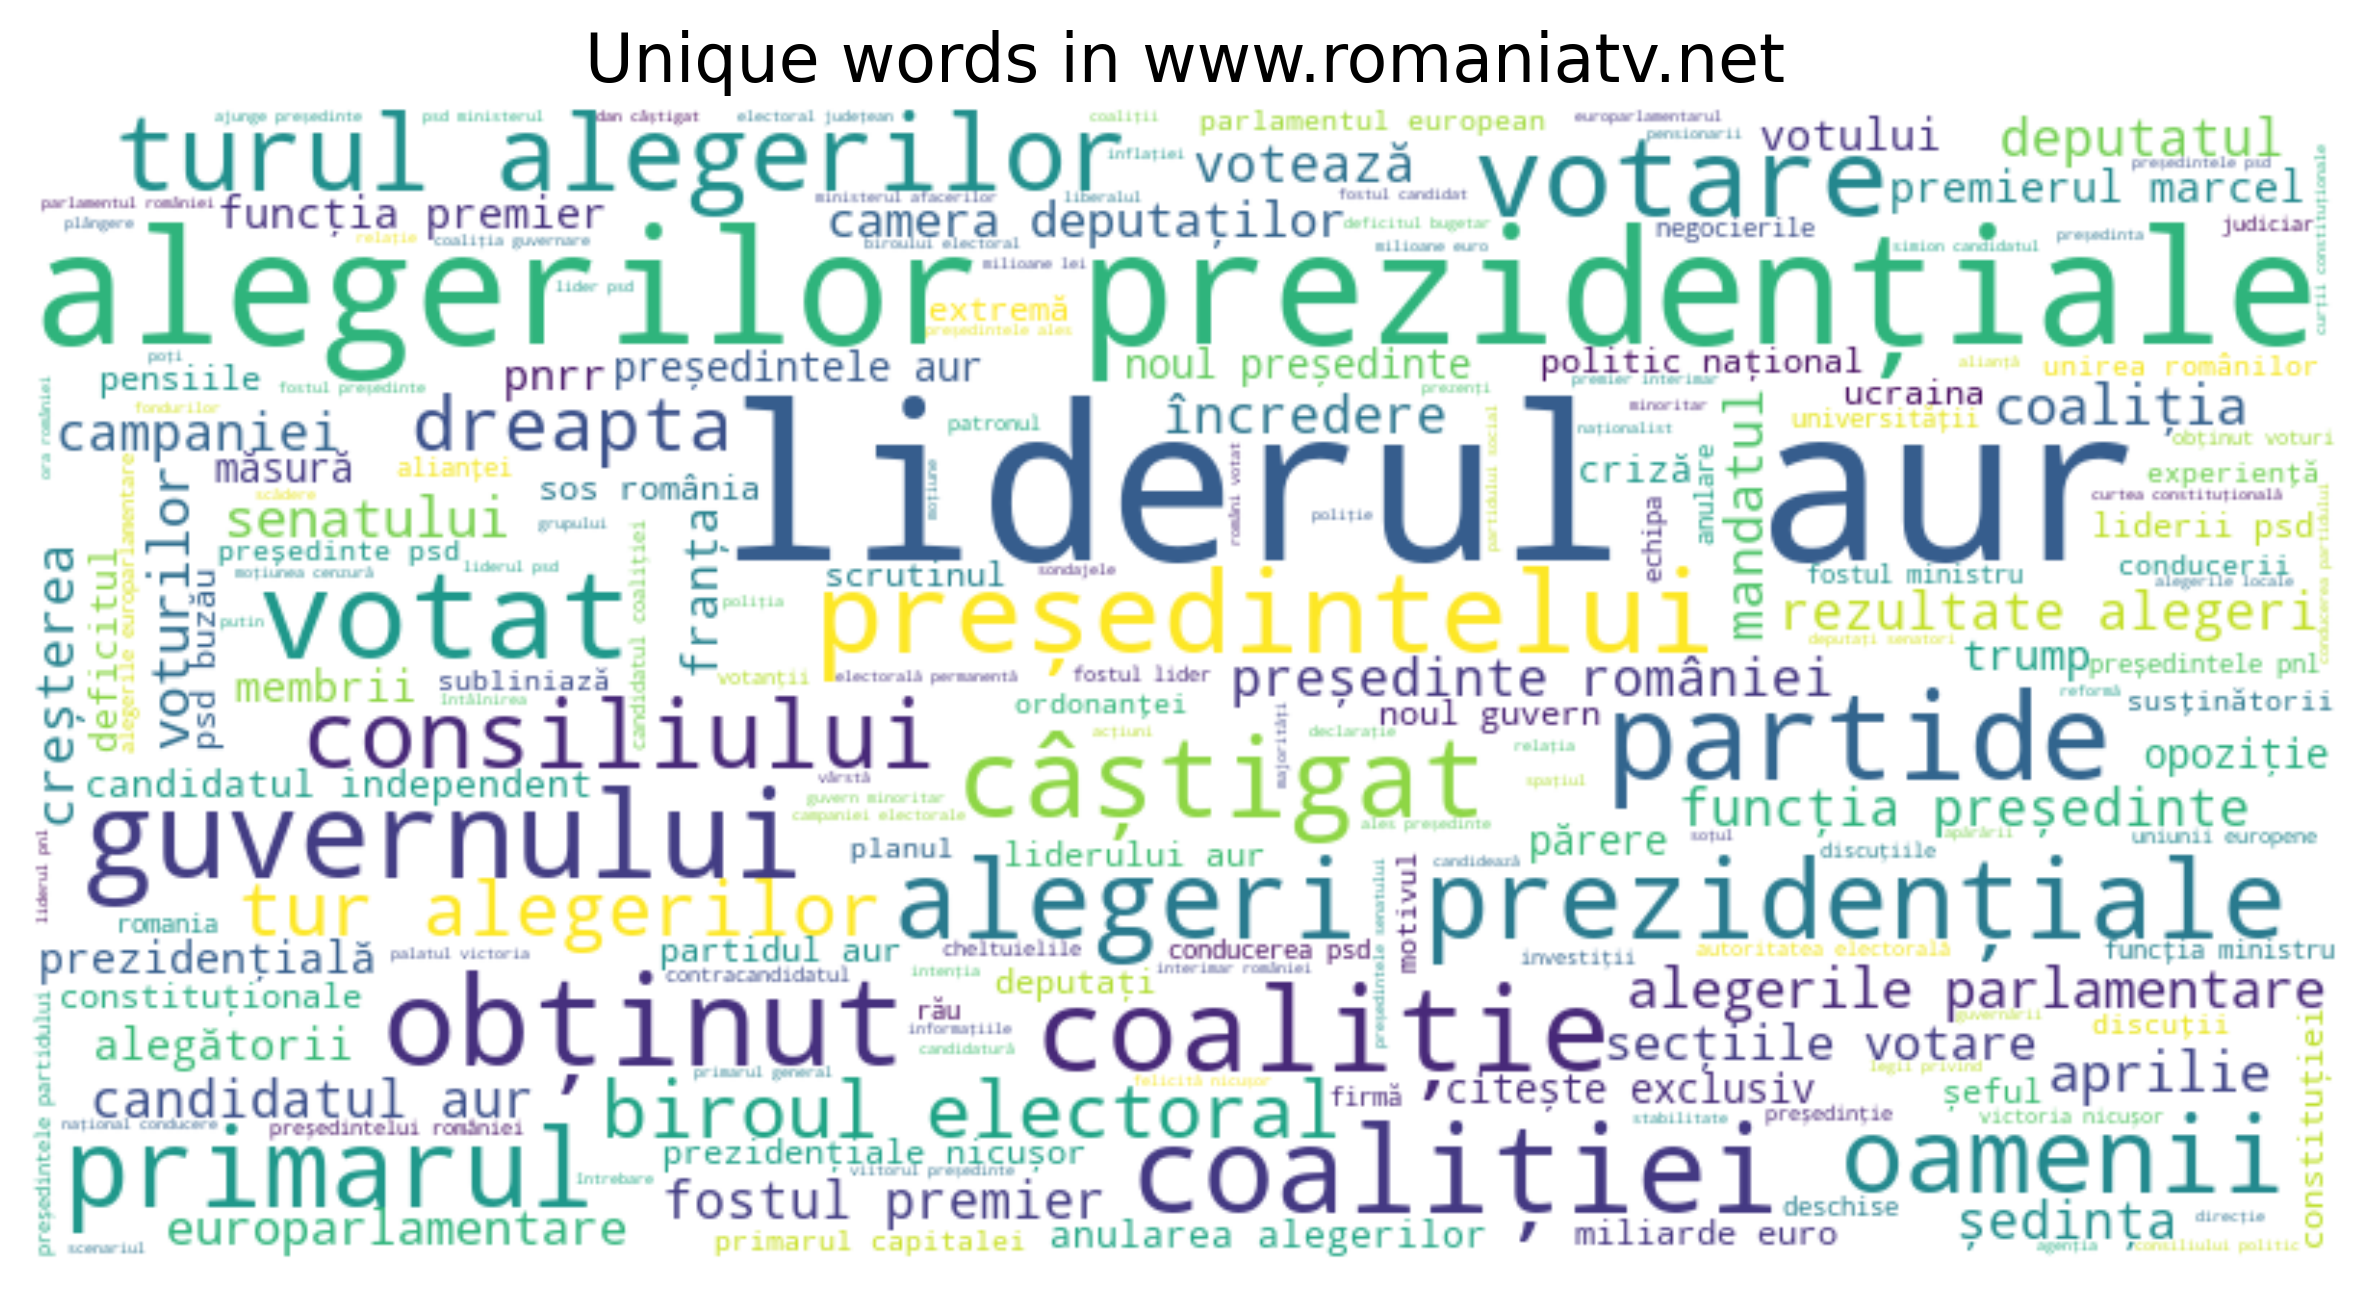 Unique words in www.romaniatv.net
ajunge președinte
psd ministerul
dan câștigat
electoral județean
coaliții
parlamentul european
europarlamentarul
pensionarii
votului
deputatul
turul alegerilor
inflației
votează
votare
președintele psd
premierul marcel
curții constituționale
parlamentul româniei
funcția premier
ministerul afacerilor
liberalul
fostul candidat
plângere
relație
coaliția guvernare
camera deputaților
biroului electoral
deficitul bugetar
milioane euro
negocierile
simion candidatul
președinta
judiciar
alegerilor prezidențiale
lider psd
milioane lei
extremă
președintele ales
poți
pensiile
fostul președinte
pnrr
președintele aur
noul președinte
prezenți
politic național
premier interimar
alianță
unirea românilor
ora româniei
fondurilor
campaniei
dreapta
patronul
încredere
minoritar
ucraina
universității
coaliția
naționalist
obținut voturi
liderul aur
măsură
alianței
scădere
sos românia
grupului
moțiune
români votat
poliție
partidului social
criză
anulare
echipa
mandatul
experiență
curtea constituțională
liderii psd
conducerea partidului
senatului
președinte psd
moțiunea cenzură
liderul psd
franța
scrutinul
sondajele
fostul ministru
conducerii
alegerile locale
creșterea
deficitul
alegerile europarlamentare
voturilor
psd buzău
putin
votat
candidatul coaliției
poliția
președintelui
rezultate alegeri
deputați senatori
trump
președintele pnl
membrii
subliniază
întâlnirea
votanții
electorală permanentă
fostul lider
președinte româniei
reformă
susținătorii
consiliului
ordonanței
noul guvern
partide
acțiuni
majorități
declarație
relația
opoziție
candidatul independent
vârstă
câștigat
spațiul
guvern minoritar
campaniei electorale
ales președinte
funcția președinte
liderul pnl
guvernului
planul
liderului aur
părere
soțul
apărării
uniunii europene
candidează
discuțiile
romania
tur alegerilor
alegeri
președintele senatului
motivul
prezidențiale
prezidențială
palatul victoria
partidul aur
cheltuielile
conducerea psd
investiții
autoritatea electorală
funcția ministru
contracandidatul
intenția
interimar româniei
constituționale
deputați
alegerile parlamentare
obținut
rău
coaliție
guvernării
discuții
constituției
alegătorii
informațiile
candidatură
secțiile votare
legii privind
primarul general
felicită nicușor
aprilie
președintele partidului
candidatul aur
biroul electoral
firmă
citește exclusiv
șeful
național conducere
președintelui româniei
stabilitate
președinție
victoria nicușor
primarul
prezidențiale nicușor
viitorul președinte
întrebare
coaliției
oamenii
europarlamentare
fostul premier
deschise
ședința
direcție
scenariul
primarul capitalei
anularea alegerilor
miliarde euro
agenția
consiliului politic